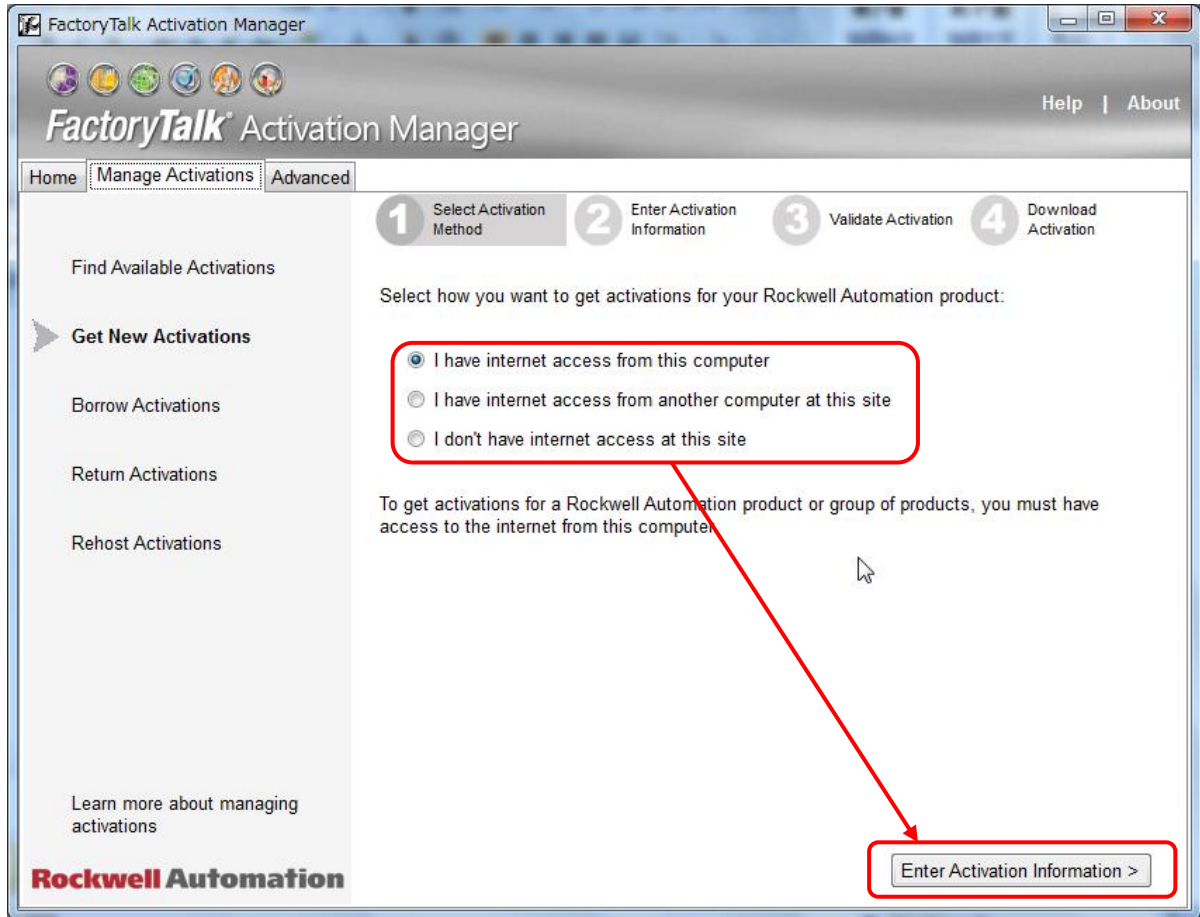 FactoryTalk Activation Manager
Help | About
FactoryTalk Activation Manager
Home Manage Activations Advanced
1 Select Activation
Method
2 Enter Activation
Information
3 Validate Activation
4 Download
Activation
Find Available Activations
Get New Activations
Borrow Activations
Return Activations
Rehost Activations
Select how you want to get activations for your Rockwell Automation product:
I have internet access from this computer
I have internet access from another computer at this site
I don't have internet access at this site
To get activations for a Rockwell Automation product or group of products, you must have
access to the internet from this computer.
Learn more about managing
activations
Rockwell Automation
Enter Activation Information >